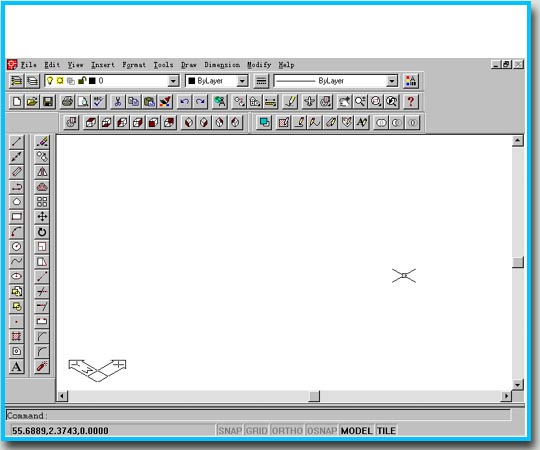 File Edit View Insert Format Tools Draw Dimension Modify Help
0 ByLayer ByLayer
Command:
55.6889,2.3743,0.0000 SNAP GRID ORTHO OSNAP MODEL TILE